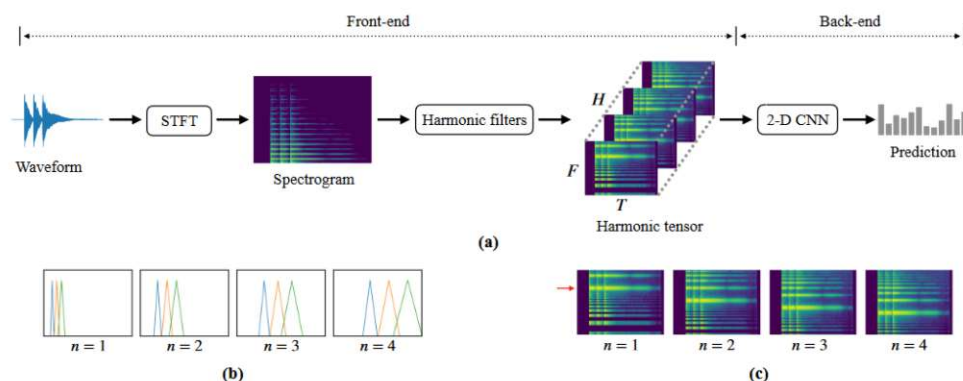 Front-end
Back-end
STFT
Harmonic filters
2-D CNN
Waveform
Spectrogram
H
F
T
Harmonic tensor
Prediction
(a)
n = 1
n = 2
n = 3
n = 4
(b)
n = 1
n = 2
n = 3
n = 4
(c)